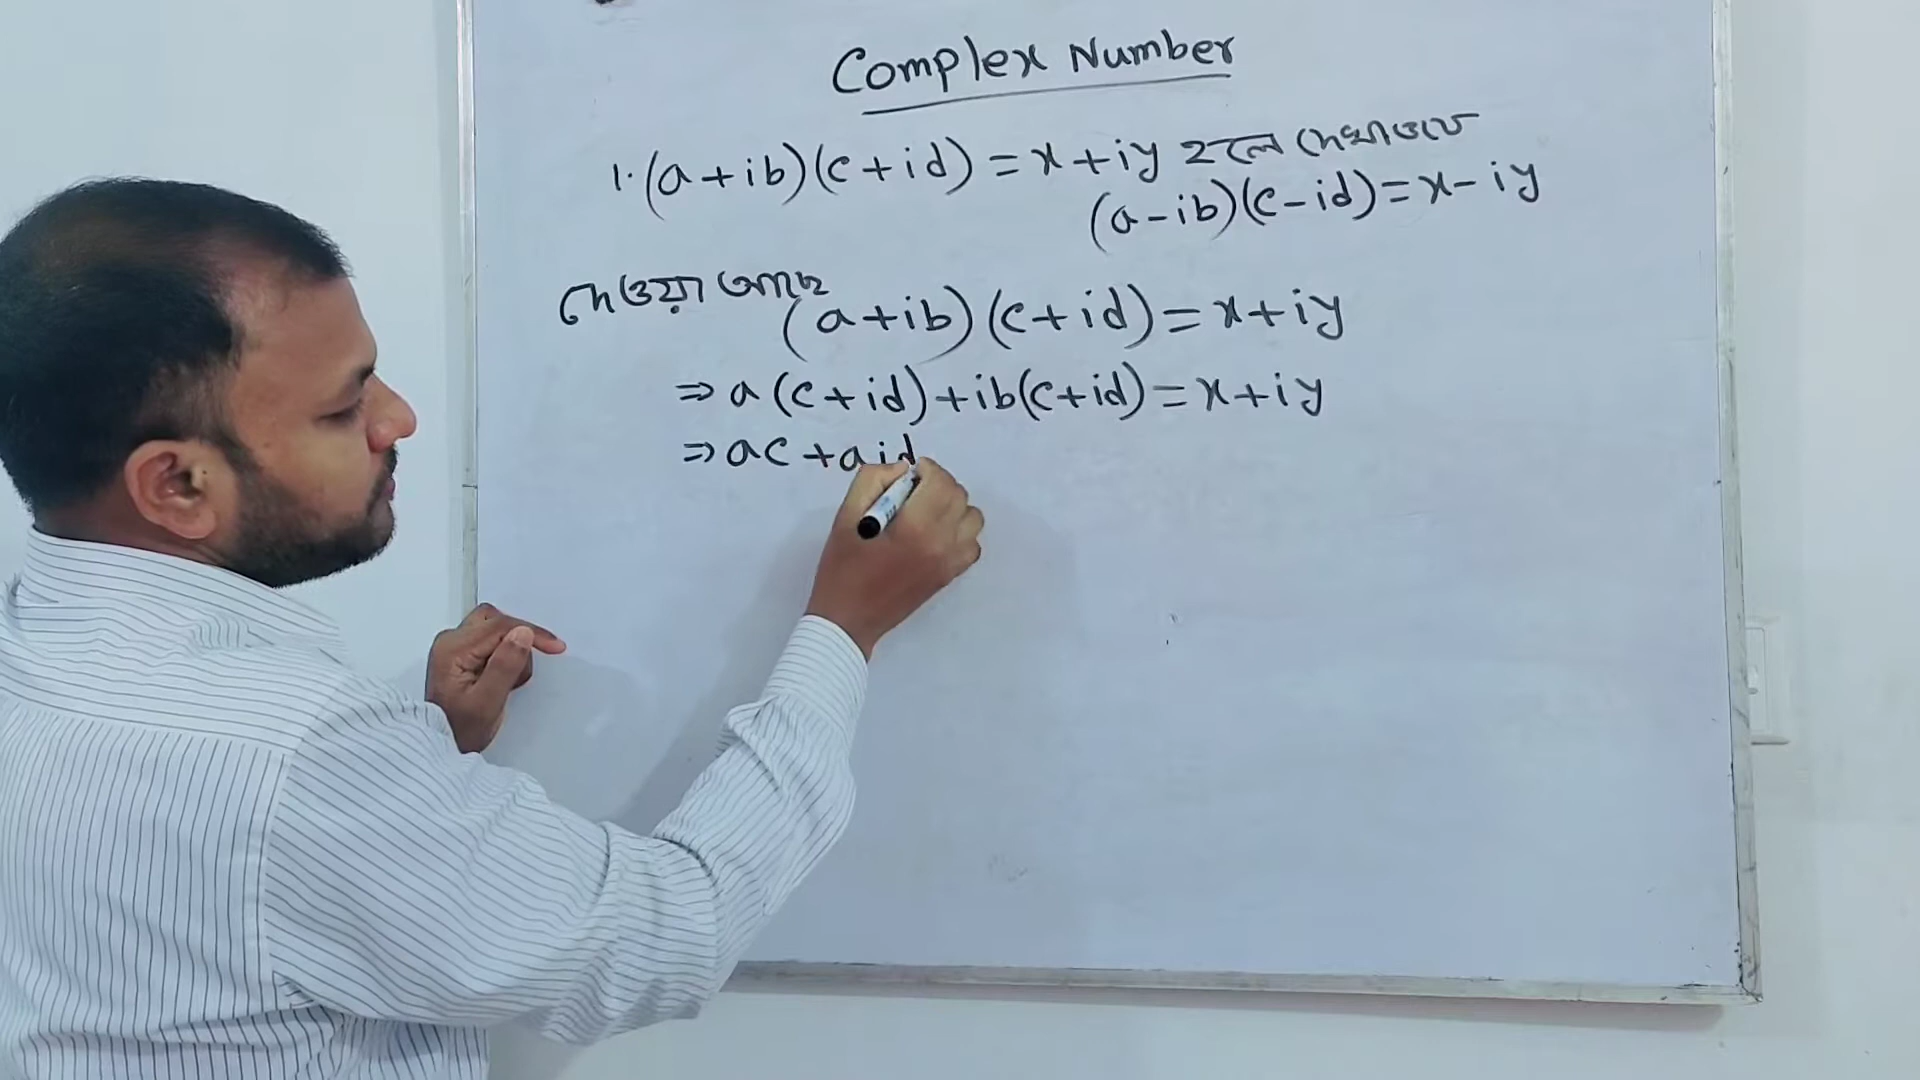 Complex Number
1. (a+ib)(c+id) = x+iy হলে দেখাওযে
(a-ib)(c-id) = x-iy
দেওয়া আছে
(a+ib)(c+id) = x+iy
⇒ a(c+id)+ib(c+id) = x+iy
⇒ ac+aid